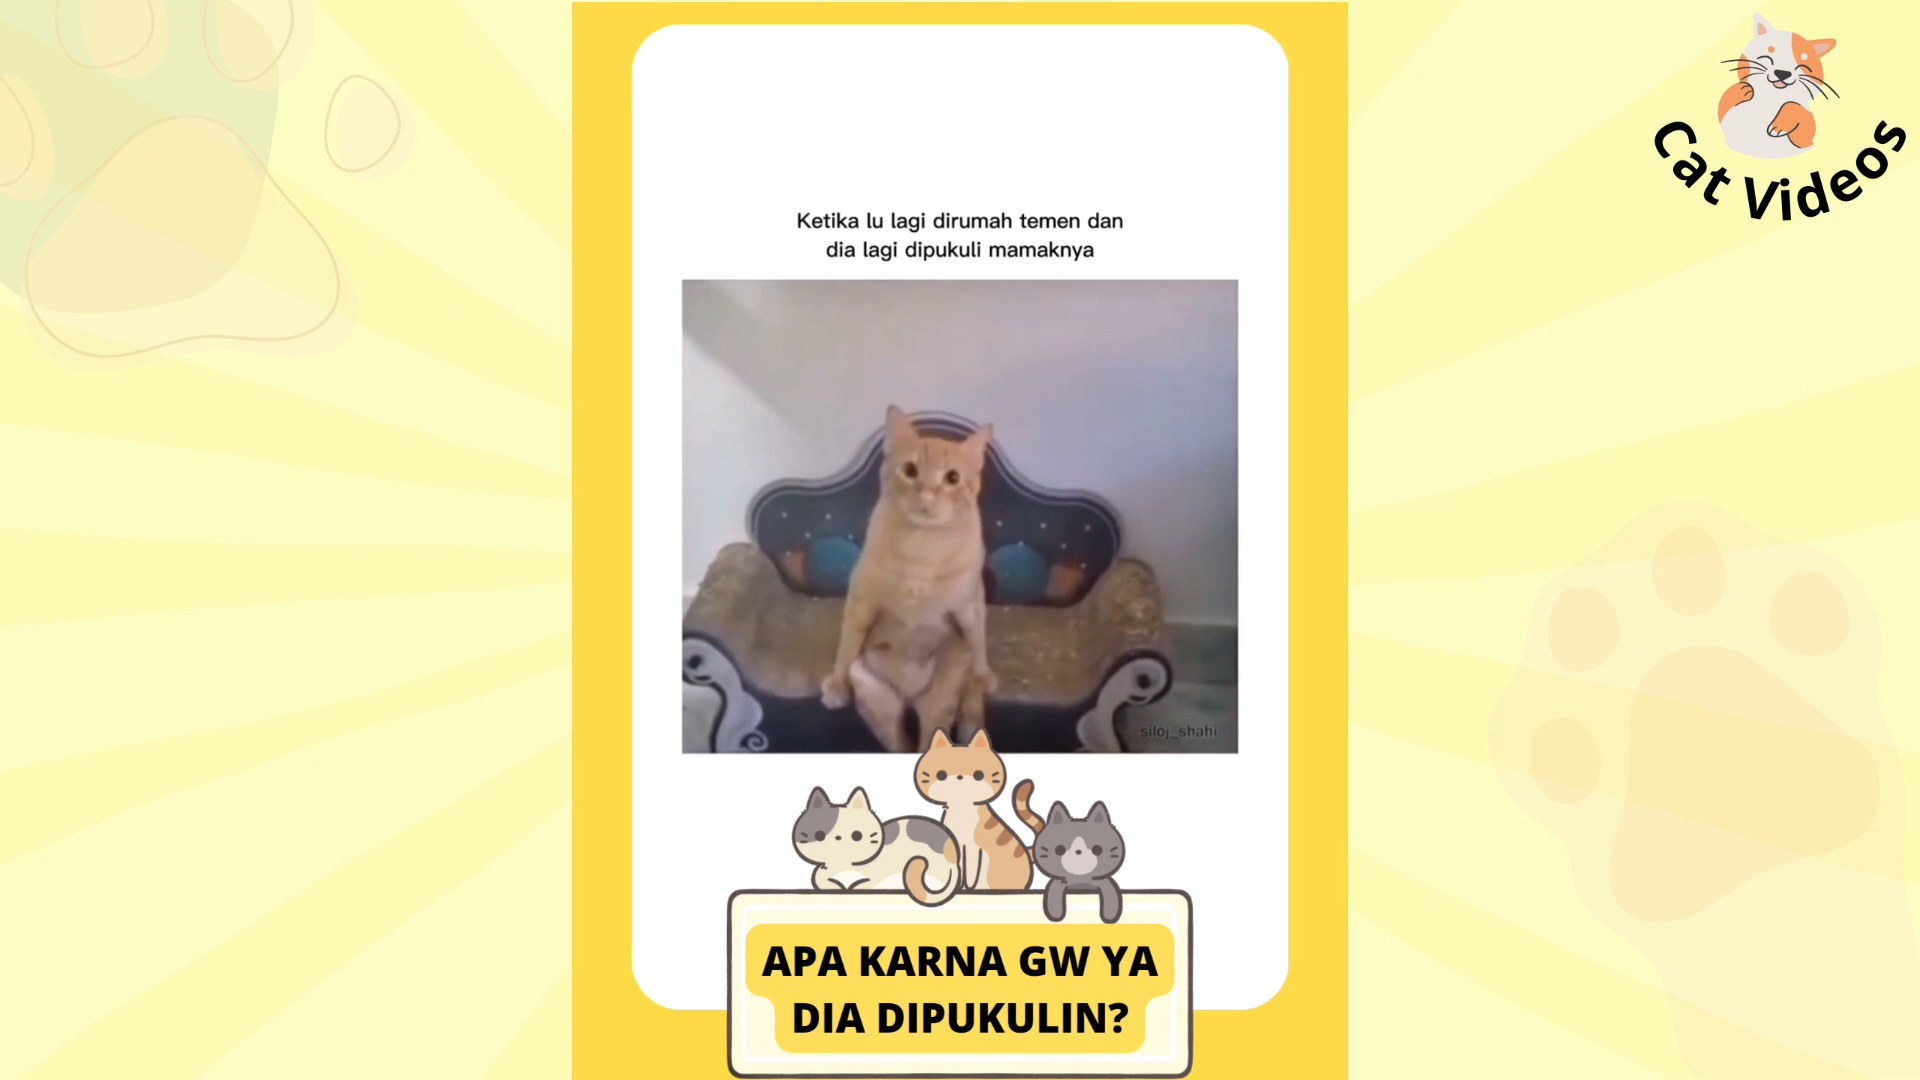 Cat Videos
Ketika lu lagi dirumah temen dan
dia lagi dipukuli mamaknya
siloj_shahi
APA KARNA GW YA
DIA DIPUKULIN?